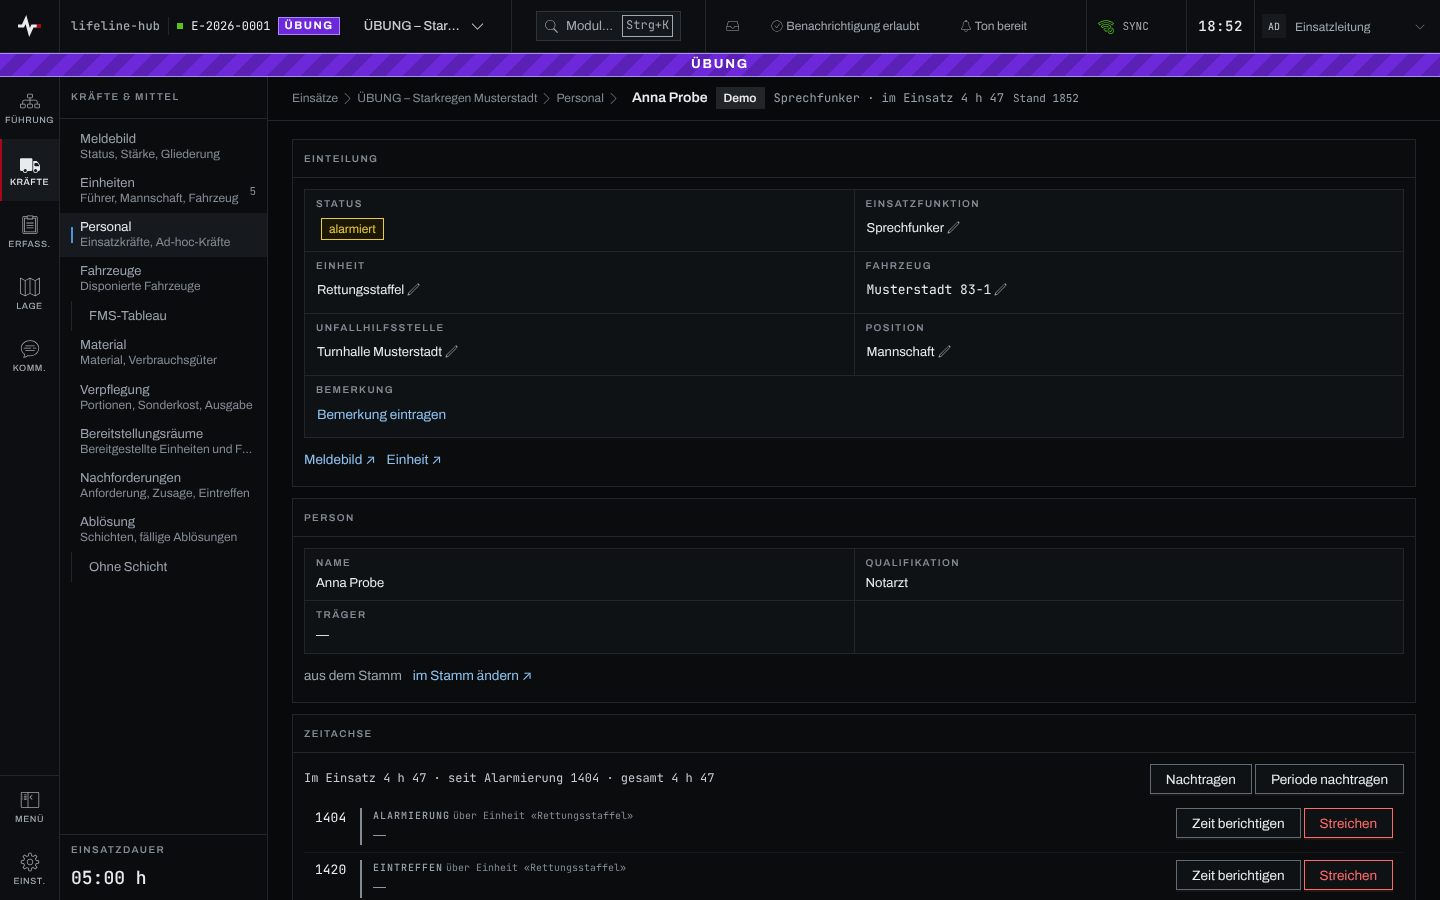 lifeline-hub
E-2026-0001 ÜBUNG
ÜBUNG – Star...
Modul... Strg+K
Benachrichtigung erlaubt
Ton bereit
SYNC
18:52
AD Einsatzleitung
ÜBUNG
FÜHRUNG
KRÄFTE
ERFASS.
LAGE
KOMM.
MENÜ
EINST.
KRÄFTE & MITTEL
Meldebild
Status, Stärke, Gliederung
Einheiten
Führer, Mannschaft, Fahrzeug 5
Personal
Einsatzkräfte, Ad-hoc-Kräfte
Fahrzeuge
Disponierte Fahrzeuge
FMS-Tableau
Material
Material, Verbrauchsgüter
Verpflegung
Portionen, Sonderkost, Ausgabe
Bereitstellungsräume
Bereitgestellte Einheiten und F...
Nachforderungen
Anforderung, Zusage, Eintreffen
Ablösung
Schichten, fällige Ablösungen
Ohne Schicht
EINSATZDAUER
05:00 h
Einsätze > ÜBUNG – Starkregen Musterstadt > Personal > Anna Probe Demo Sprechfunker · im Einsatz 4 h 47 Stand 1852
EINTEILUNG
STATUS
alarmiert
EINSATZFUNKTION
Sprechfunker
EINHEIT
Rettungsstaffel
FAHRZEUG
Musterstadt 83-1
UNFALLHILFSSTELLE
Turnhalle Musterstadt
POSITION
Mannschaft
BEMERKUNG
Bemerkung eintragen
Meldebild ↗ Einheit ↗
PERSON
NAME
Anna Probe
QUALIFIKATION
Notarzt
TRÄGER
—
aus dem Stamm im Stamm ändern ↗
ZEITACHSE
Im Einsatz 4 h 47 · seit Alarmierung 1404 · gesamt 4 h 47
Nachtragen Periode nachtragen
1404 ALARMIERUNG über Einheit «Rettungsstaffel»
—
Zeit berichtigen Streichen
1420 EINTREFFEN über Einheit «Rettungsstaffel»
—
Zeit berichtigen Streichen